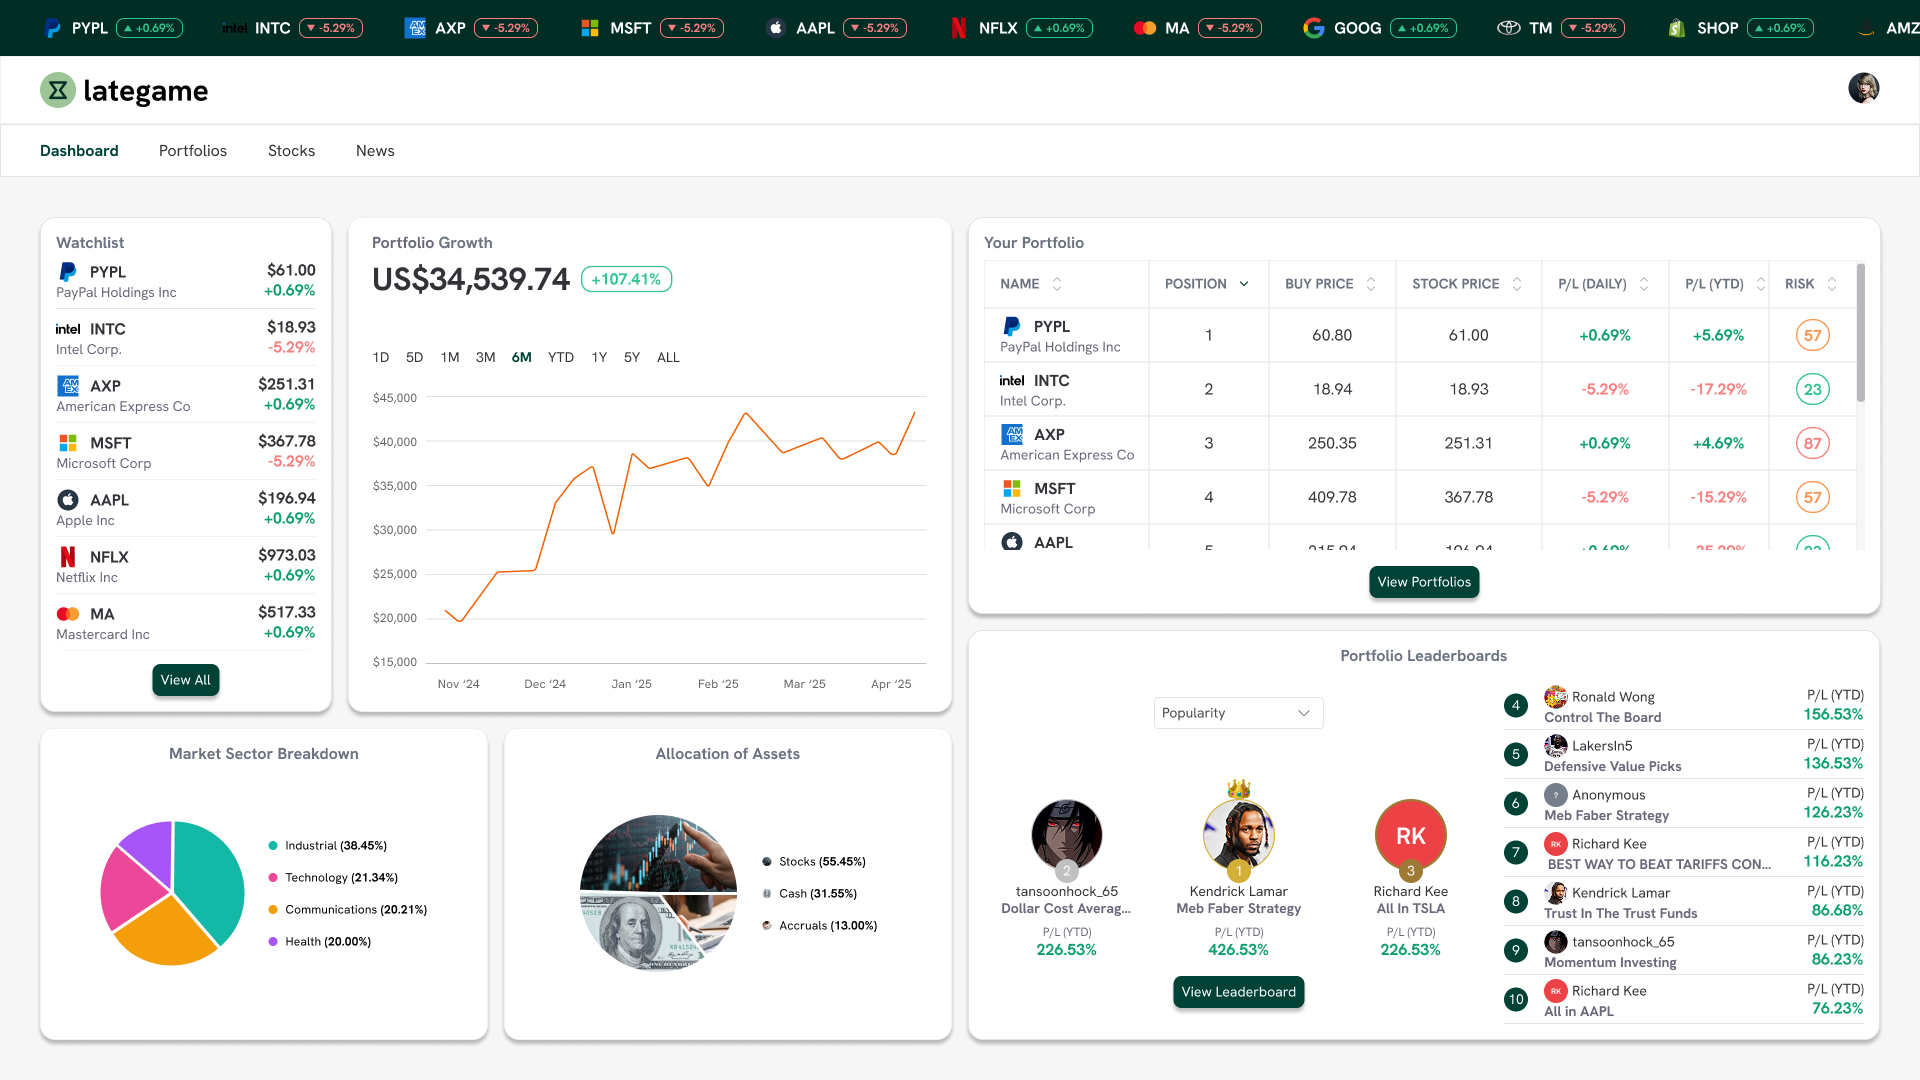 PYPL +0.69% intel INTC -5.29% AXP -5.29% MSFT -5.29% AAPL -5.29% NFLX +0.69% MA -5.29% GOOG +0.69% TM -5.29% SHOP +0.69% AMZ
lategame
Dashboard Portfolios Stocks News
Watchlist
PYPL $61.00
PayPal Holdings Inc +0.69%
intel INTC $18.93
Intel Corp. -5.29%
AM EX AXP $251.31
American Express Co +0.69%
MSFT $367.78
Microsoft Corp -5.29%
AAPL $196.94
Apple Inc +0.69%
NFLX $973.03
Netflix Inc +0.69%
MA $517.33
Mastercard Inc +0.69%
View All
Portfolio Growth
US$34,539.74 +107.41%
1D 5D 1M 3M 6M YTD 1Y 5Y ALL
$45,000
$40,000
$35,000
$30,000
$25,000
$20,000
$15,000
Nov ‘24 Dec ‘24 Jan ‘25 Feb ‘25 Mar ‘25 Apr ‘25
Your Portfolio
NAME POSITION BUY PRICE STOCK PRICE P/L (DAILY) P/L (YTD) RISK
PYPL
PayPal Holdings Inc 1 60.80 61.00 +0.69% +5.69% 57
intel INTC
Intel Corp. 2 18.94 18.93 -5.29% -17.29% 23
AM EX AXP
American Express Co 3 250.35 251.31 +0.69% +4.69% 87
MSFT
Microsoft Corp 4 409.78 367.78 -5.29% -15.29% 57
AAPL
View Portfolios
Market Sector Breakdown
Industrial (38.45%)
Technology (21.34%)
Communications (20.21%)
Health (20.00%)
Allocation of Assets
Stocks (55.45%)
Cash (31.55%)
Accruals (13.00%)
Portfolio Leaderboards
Popularity
2
tansoonhock_65
Dollar Cost Averag...
P/L (YTD)
226.53%
1
Kendrick Lamar
Meb Faber Strategy
P/L (YTD)
426.53%
RK
3
Richard Kee
All In TSLA
P/L (YTD)
226.53%
View Leaderboard
4 Ronald Wong P/L (YTD)
Control The Board 156.53%
5 LakersIn5 P/L (YTD)
Defensive Value Picks 136.53%
6 ? Anonymous P/L (YTD)
Meb Faber Strategy 126.23%
7 RK Richard Kee P/L (YTD)
BEST WAY TO BEAT TARIFFS CON... 116.23%
8 Kendrick Lamar P/L (YTD)
Trust In The Trust Funds 86.68%
9 tansoonhock_65 P/L (YTD)
Momentum Investing 86.23%
10 RK Richard Kee P/L (YTD)
All in AAPL 76.23%